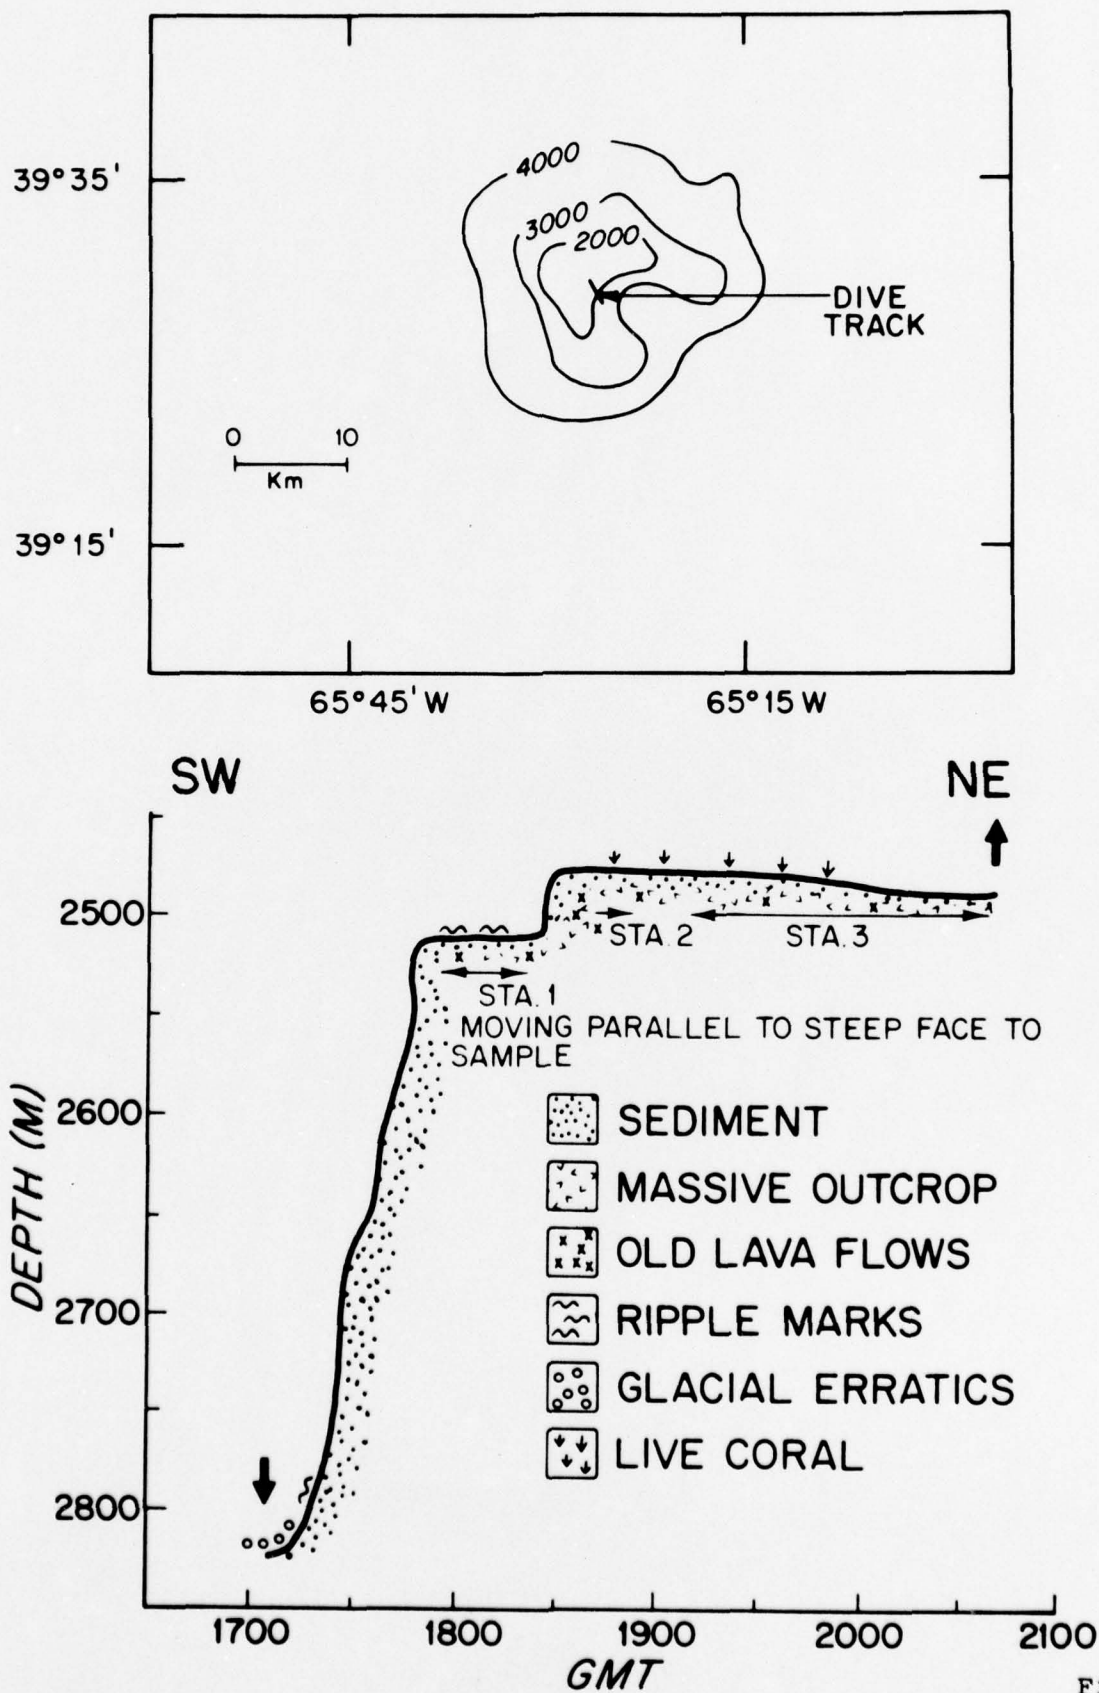 4000
39°35'
3000
2000
DIVE
TRACK
0 10
Km
39°15'
65°45'W 65°15W
SW NE
2500
STA. 2 STA. 3
STA. 1
MOVING PARALLEL TO STEEP FACE TO
SAMPLE
DEPTH (M)
2600
SEDIMENT
MASSIVE OUTCROP
OLD LAVA FLOWS
2700
RIPPLE MARKS
GLACIAL ERRATICS
LIVE CORAL
2800
1700 1800 1900 2000 2100
GMT